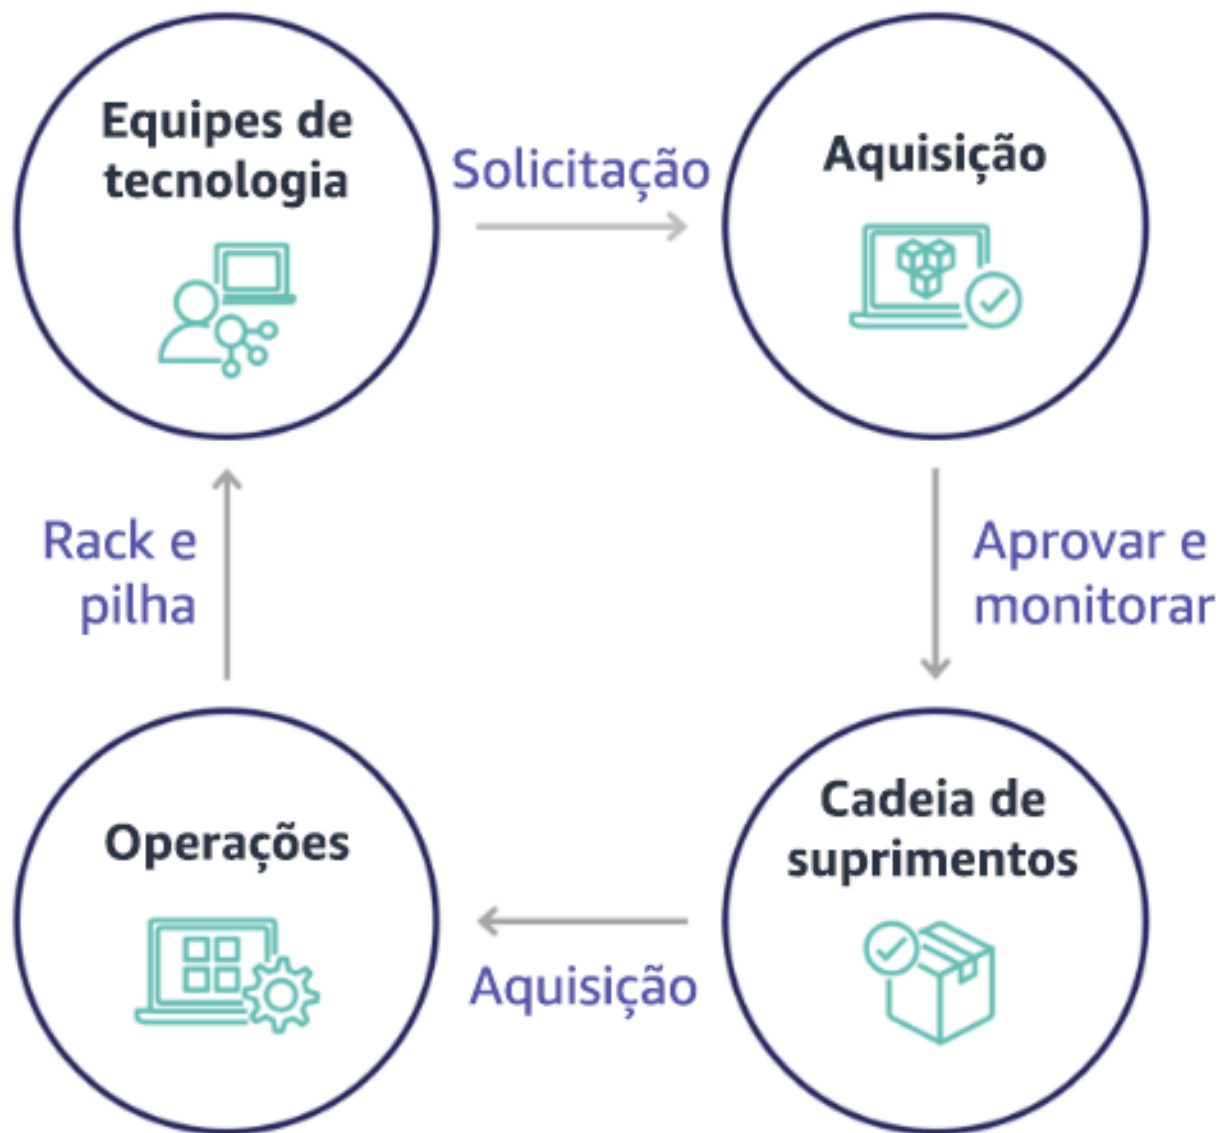 Equipes de
tecnologia
Solicitação
Aquisição
Rack e
pilha
Aprovar e
monitorar
Operações
Aquisição
Cadeia de
suprimentos